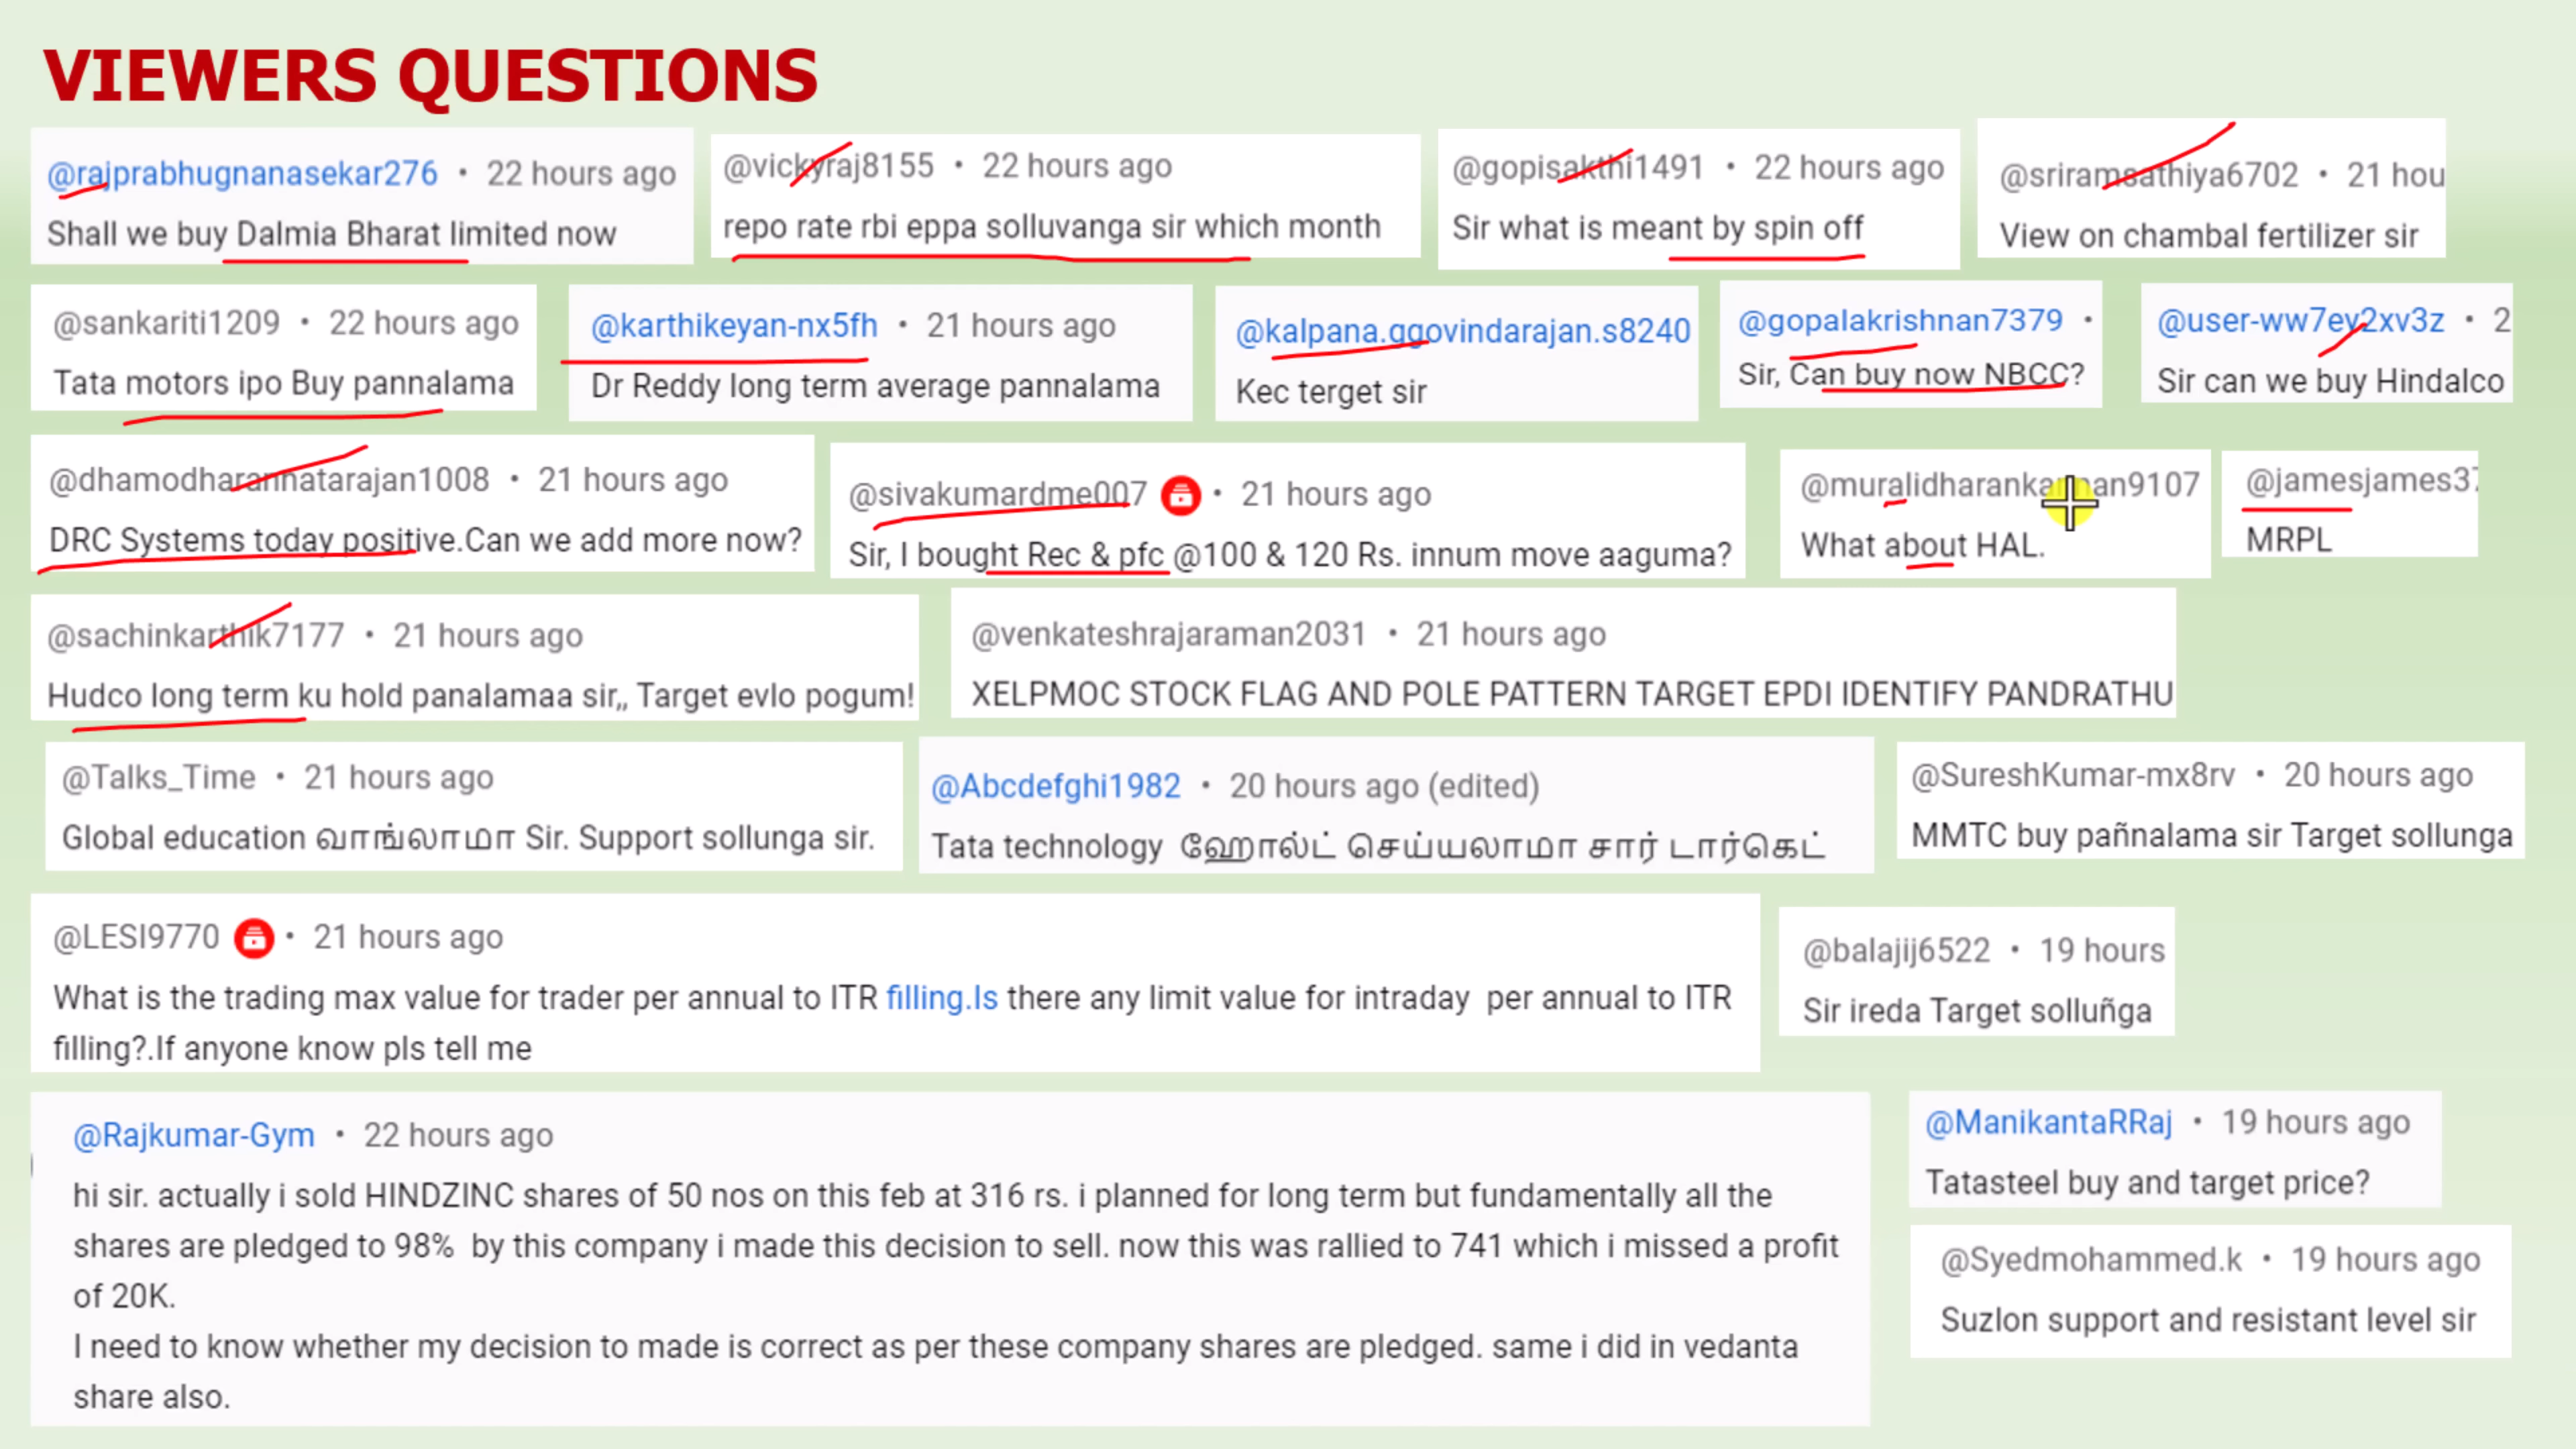 VIEWERS QUESTIONS
@rajprabhugnanasekar276 • 22 hours ago
Shall we buy Dalmia Bharat limited now
@vickyraj8155 • 22 hours ago
repo rate rbi eppa solluvanga sir which month
@gopisakthi1491 • 22 hours ago
Sir what is meant by spin off
@sriramsathiya6702 • 21 hou
View on chambal fertilizer sir
@sankariti1209 • 22 hours ago
Tata motors ipo Buy pannalama
@karthikeyan-nx5fh • 21 hours ago
Dr Reddy long term average pannalama
@kalpana.ggovindarajan.s8240
Kec terget sir
@gopalakrishnan7379 •
Sir, Can buy now NBCC?
@user-ww7ev2xv3z • 2
Sir can we buy Hindalco
@dhamodharannatarajan1008 • 21 hours ago
DRC Systems today positive.Can we add more now?
@sivakumardme007 • 21 hours ago
Sir, I bought Rec & pfc @100 & 120 Rs. innum move aaguma?
@muralidharankannan9107
What about HAL.
@jamesjames37
MRPL
@sachinkarthik7177 • 21 hours ago
Hudco long term ku hold panalamaa sir,, Target evlo pogum!
@venkateshrajaraman2031 • 21 hours ago
XELPMOC STOCK FLAG AND POLE PATTERN TARGET EPDI IDENTIFY PANDRATHU
@Talks_Time • 21 hours ago
Global education வாங்லாமா Sir. Support sollunga sir.
@Abcdefghi1982 • 20 hours ago (edited)
Tata technology ஹோல்ட் செய்யலாமா சார் டார்கெட்
@SureshKumar-mx8rv • 20 hours ago
MMTC buy pañnalama sir Target sollunga
@LESI9770 • 21 hours ago
What is the trading max value for trader per annual to ITR filling.Is there any limit value for intraday per annual to ITR
filling?.If anyone know pls tell me
@balajij6522 • 19 hours
Sir ireda Target solluñga
@Rajkumar-Gym • 22 hours ago
hi sir. actually i sold HINDZINC shares of 50 nos on this feb at 316 rs. i planned for long term but fundamentally all the
shares are pledged to 98% by this company i made this decision to sell. now this was rallied to 741 which i missed a profit
of 20K.
I need to know whether my decision to made is correct as per these company shares are pledged. same i did in vedanta
share also.
@ManikantaRRaj • 19 hours ago
Tatasteel buy and target price?
@Syedmohammed.k • 19 hours ago
Suzlon support and resistant level sir